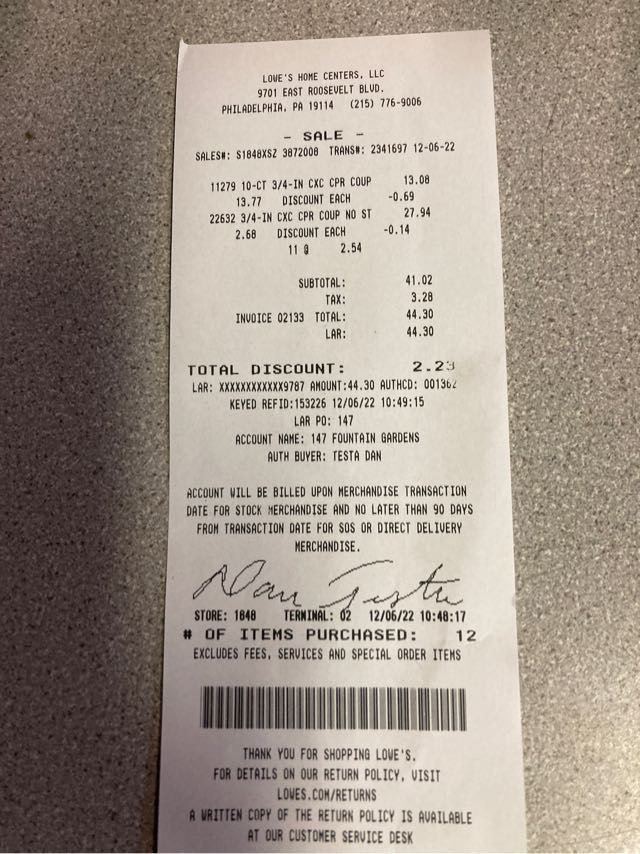 LOWE'S HOME CENTERS, LLC
9701 EAST ROOSEVELT BLVD.
PHILADELPHIA, PA 19114 (215) 776-9006
- SALE -
SALES#: S1848XSZ 3872008 TRANS#: 2341697 12-06-22
11279 10-CT 3/4-IN CXC CPR COUP 13.08
13.77 DISCOUNT EACH -0.69
22632 3/4-IN CXC CPR COUP NO ST 27.94
2.68 DISCOUNT EACH -0.14
11 @ 2.54
SUBTOTAL: 41.02
TAX: 3.28
INVOICE 02133 TOTAL: 44.30
LAR: 44.30
TOTAL DISCOUNT: 2.23
LAR: XXXXXXXXXXXX9787 AMOUNT:44.30 AUTHCD: 001362
KEYED REFID:153226 12/06/22 10:49:15
LAR PO: 147
ACCOUNT NAME: 147 FOUNTAIN GARDENS
AUTH BUYER: TESTA DAN
ACCOUNT WILL BE BILLED UPON MERCHANDISE TRANSACTION
DATE FOR STOCK MERCHANDISE AND NO LATER THAN 90 DAYS
FROM TRANSACTION DATE FOR SOS OR DIRECT DELIVERY
MERCHANDISE.
Dan Testa
STORE: 1848 TERMINAL: 02 12/06/22 10:48:17
# OF ITEMS PURCHASED: 12
EXCLUDES FEES, SERVICES AND SPECIAL ORDER ITEMS
THANK YOU FOR SHOPPING LOWE'S.
FOR DETAILS ON OUR RETURN POLICY, VISIT
LOWES.COM/RETURNS
A WRITTEN COPY OF THE RETURN POLICY IS AVAILABLE
AT OUR CUSTOMER SERVICE DESK